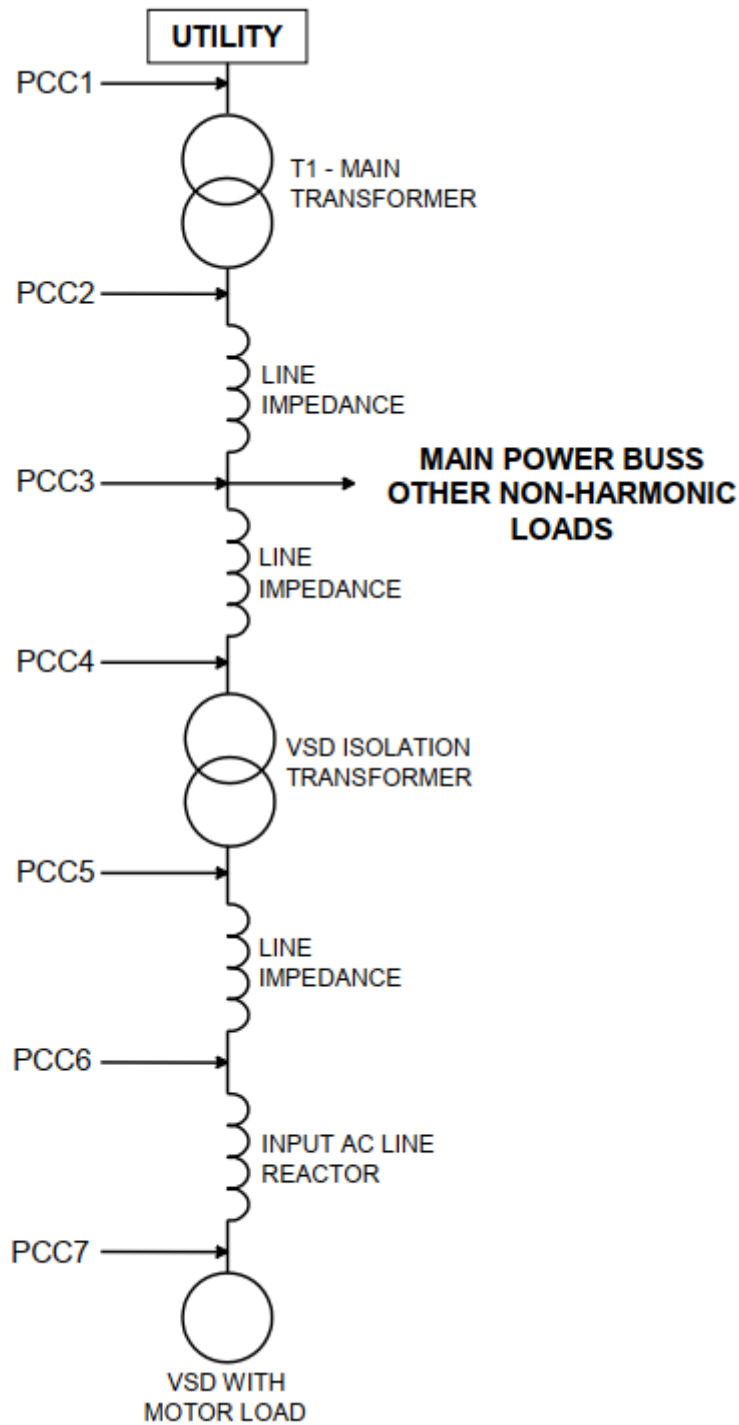 UTILITY
PCC1
T1 - MAIN
TRANSFORMER
PCC2
LINE
IMPEDANCE
PCC3
MAIN POWER BUSS
OTHER NON-HARMONIC
LOADS
LINE
IMPEDANCE
PCC4
VSD ISOLATION
TRANSFORMER
PCC5
LINE
IMPEDANCE
PCC6
INPUT AC LINE
REACTOR
PCC7
VSD WITH
MOTOR LOAD